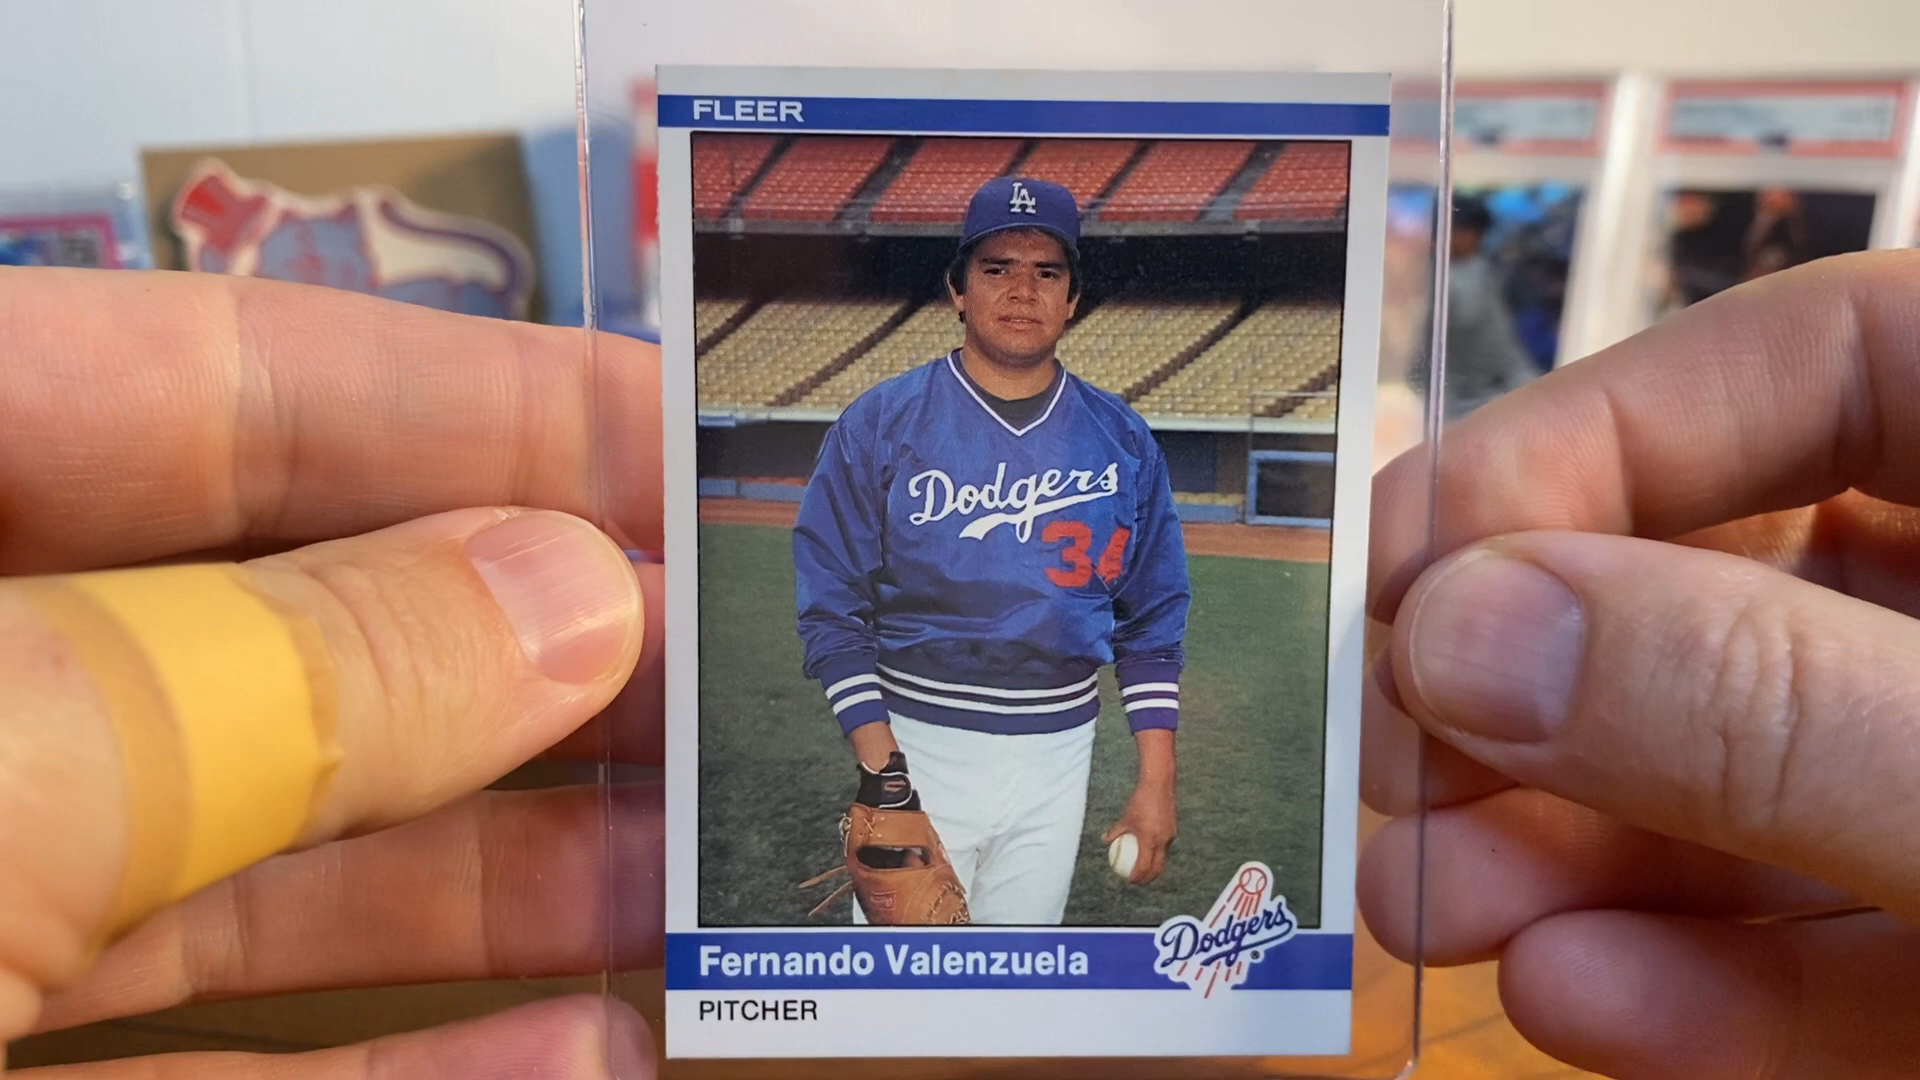 FLEER
LA
Dodgers
34
Dodgers
Fernando Valenzuela
PITCHER